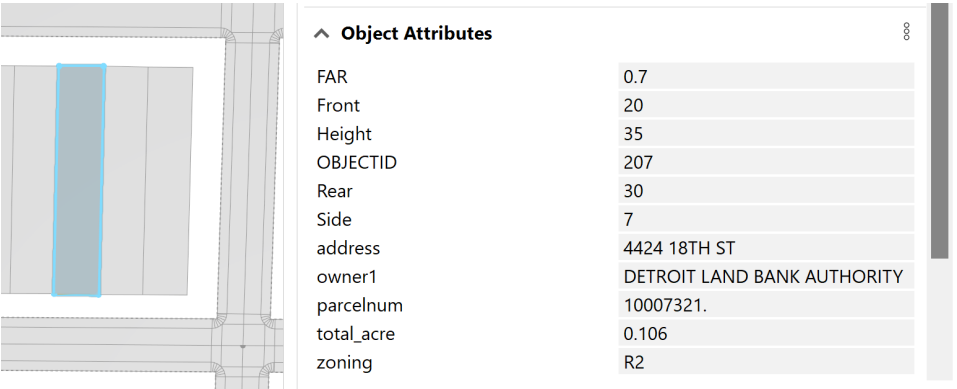 Object Attributes
FAR 0.7
Front 20
Height 35
OBJECTID 207
Rear 30
Side 7
address 4424 18TH ST
owner1 DETROIT LAND BANK AUTHORITY
parcelnum 10007321.
total_acre 0.106
zoning R2